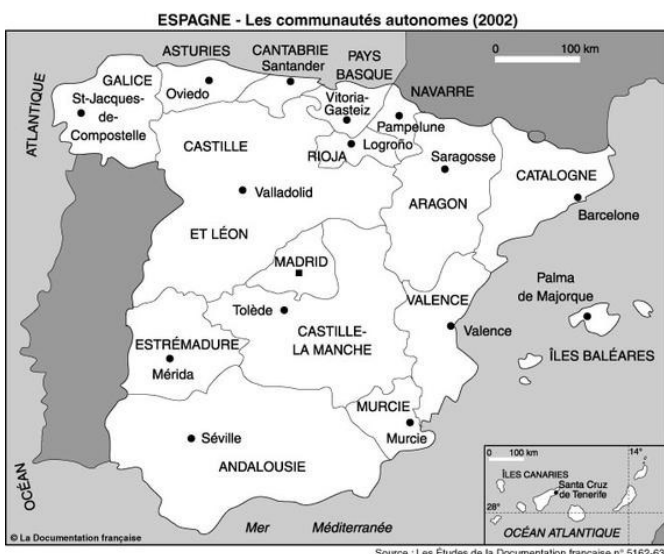 ESPAGNE - Les communautés autonomes (2002)
ASTURIES
CANTABRIE
Santander
PAYS
BASQUE
NAVARRE
0 100 km
GALICE
St-Jacques-
de-
Compostelle
Oviedo
Vitoria-
Gasteiz
Pampelune
ATLANTIQUE
CASTILLE
RIOJA
Logroño
Saragosse
CATALOGNE
Valladolid
ARAGON
Barcelone
ET LÉON
MADRID
Palma
de Majorque
Tolède
VALENCE
Valence
CASTILLE-
LA MANCHE
ESTRÉMADURE
ÎLES BALÉARES
Mérida
MURCIE
Murcie
Séville
ANDALOUSIE
OCÉAN
0 100 km
14°
ÎLES CANARIES
Santa Cruz
de Tenerife
28°
OCÉAN ATLANTIQUE
Mer Méditerranée
© La Documentation française
Source : Les Études de la Documentation française n° 5162-63